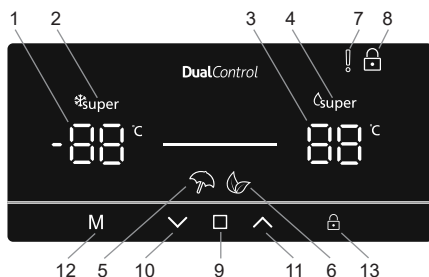 1 2 3 4 7 8
DualControl
super super
-88 °C 88 °C
M
12 5 10 9 11 6 13